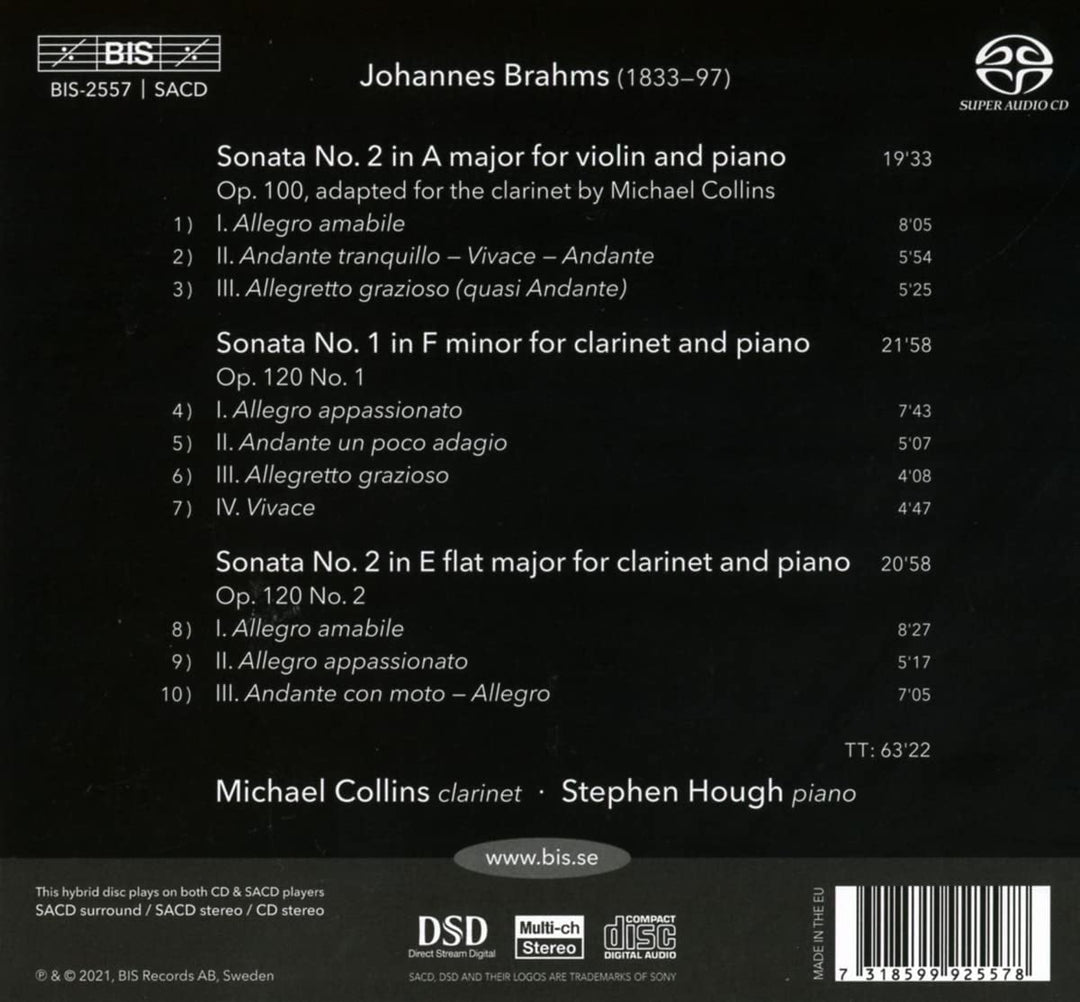 BIS
BIS-2557 | SACD
Johannes Brahms (1833–97)
SUPER AUDIO CD
Sonata No. 2 in A major for violin and piano 19'33
Op. 100, adapted for the clarinet by Michael Collins
1) I. Allegro amabile 8'05
2) II. Andante tranquillo – Vivace – Andante 5'54
3) III. Allegretto grazioso (quasi Andante) 5'25
Sonata No. 1 in F minor for clarinet and piano 21'58
Op. 120 No. 1
4) I. Allegro appassionato 7'43
5) II. Andante un poco adagio 5'07
6) III. Allegretto grazioso 4'08
7) IV. Vivace 4'47
Sonata No. 2 in E flat major for clarinet and piano 20'58
Op. 120 No. 2
8) I. Allegro amabile 8'27
9) II. Allegro appassionato 5'17
10) III. Andante con moto – Allegro 7'05
TT: 63'22
Michael Collins clarinet · Stephen Hough piano
www.bis.se
This hybrid disc plays on both CD & SACD players
SACD surround / SACD stereo / CD stereo
DSD
Direct Stream Digital
Multi-ch
Stereo
COMPACT
disc
DIGITAL AUDIO
℗ & © 2021, BIS Records AB, Sweden
SACD, DSD AND THEIR LOGOS ARE TRADEMARKS OF SONY
MADE IN THE EU
7 318599 925578